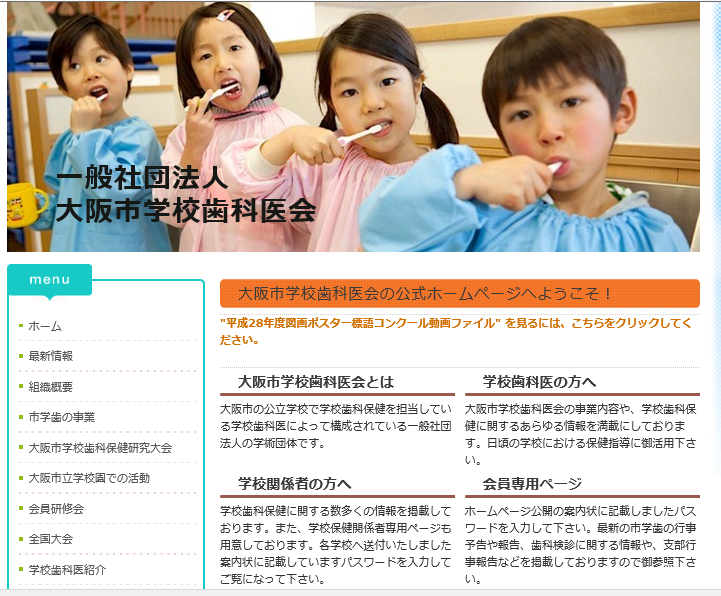 一般社団法人
大阪市学校歯科医会
menu
ホーム
最新情報
組織概要
市学歯の事業
大阪市学校歯科保健研究大会
大阪市立学校園での活動
会員研修会
全国大会
学校歯科医紹介
大阪市学校歯科医会の公式ホームページへようこそ！
"平成28年度図画ポスター標語コンクール動画ファイル" を見るには、こちらをクリックしてく
ださい。
大阪市学校歯科医会とは
大阪市の公立学校で学校歯科保健を担当してい
る学校歯科医によって構成されている一般社団
法人の学術団体です。
学校歯科医の方へ
大阪市学校歯科医会の事業内容や、学校歯科保
健に関するあらゆる情報を満載にしておりま
す。日頃の学校における保健指導に御活用下さ
い。
学校関係者の方へ
学校歯科保健に関する数多くの情報を掲載して
おります。また、学校保健関係者専用ページも
用意しております。各学校へ送付いたしました
案内状に記載していますパスワードを入力して
ご覧になって下さい。
会員専用ページ
ホームページ公開の案内状に記載しましたパス
ワードを入力して下さい。最新の市学歯の行事
予告や報告、歯科検診に関する情報や、支部行
事報告などを掲載しておりますので御参照下さ
い。